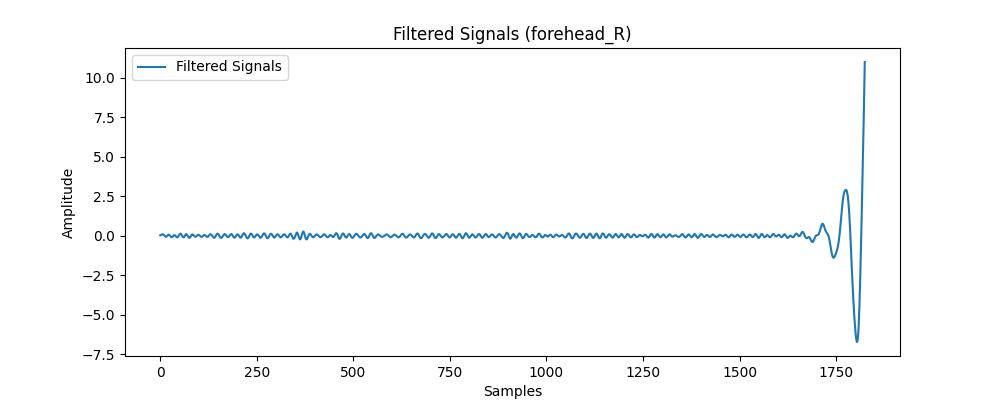 Filtered Signals (forehead_R)
Filtered Signals
10.0
7.5
5.0
2.5
0.0
−2.5
−5.0
−7.5
Amplitude
0 250 500 750 1000 1250 1500 1750
Samples